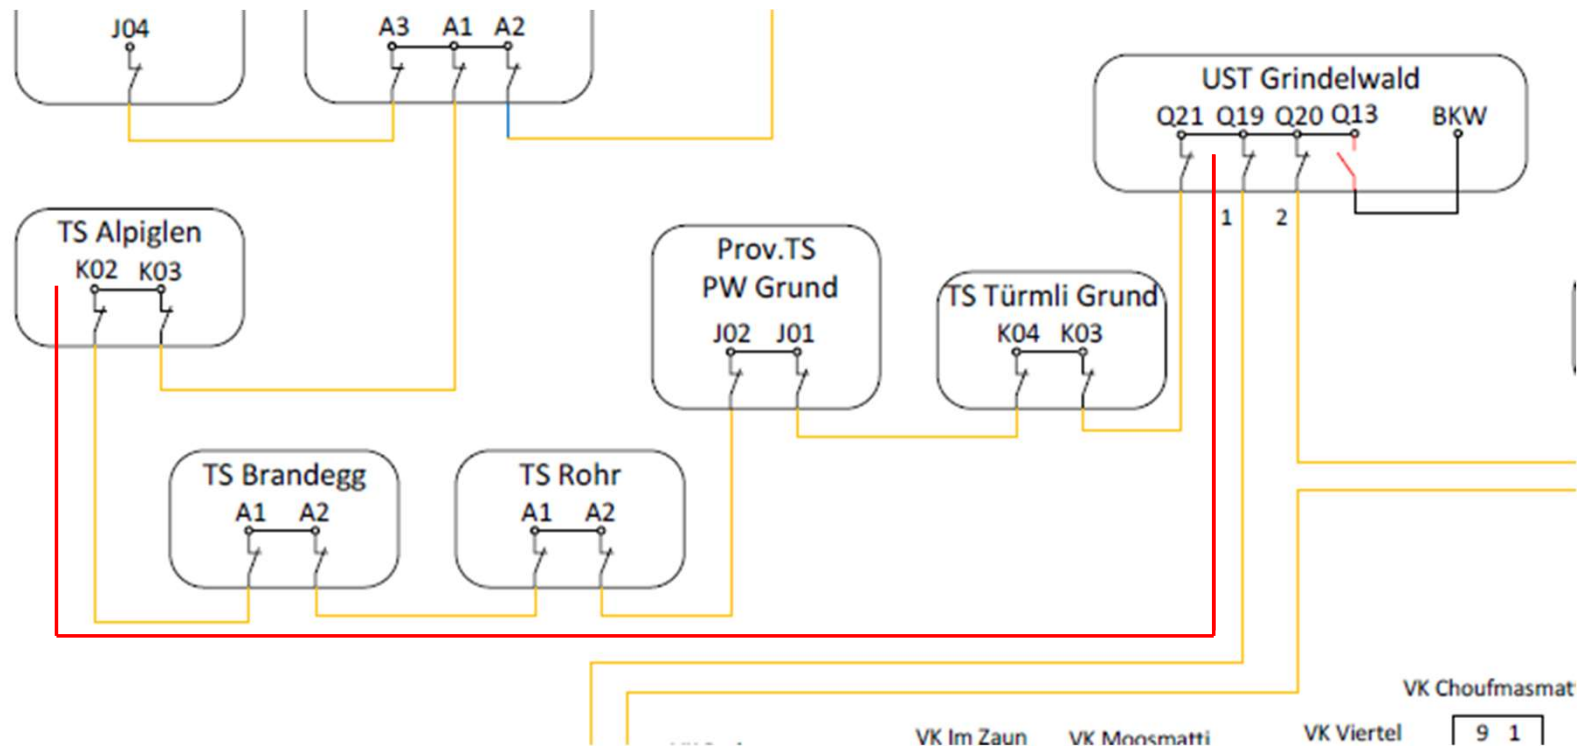 J04
A3 A1 A2
UST Grindelwald
Q21 Q19 Q20 Q13 BKW
1 2
TS Alpiglen
K02 K03
Prov.TS
PW Grund
J02 J01
TS Türmli Grund
K04 K03
TS Brandegg
A1 A2
TS Rohr
A1 A2
VK Choufmasmat
VK Im Zaun
VK Moosmatti
VK Viertel
9 1